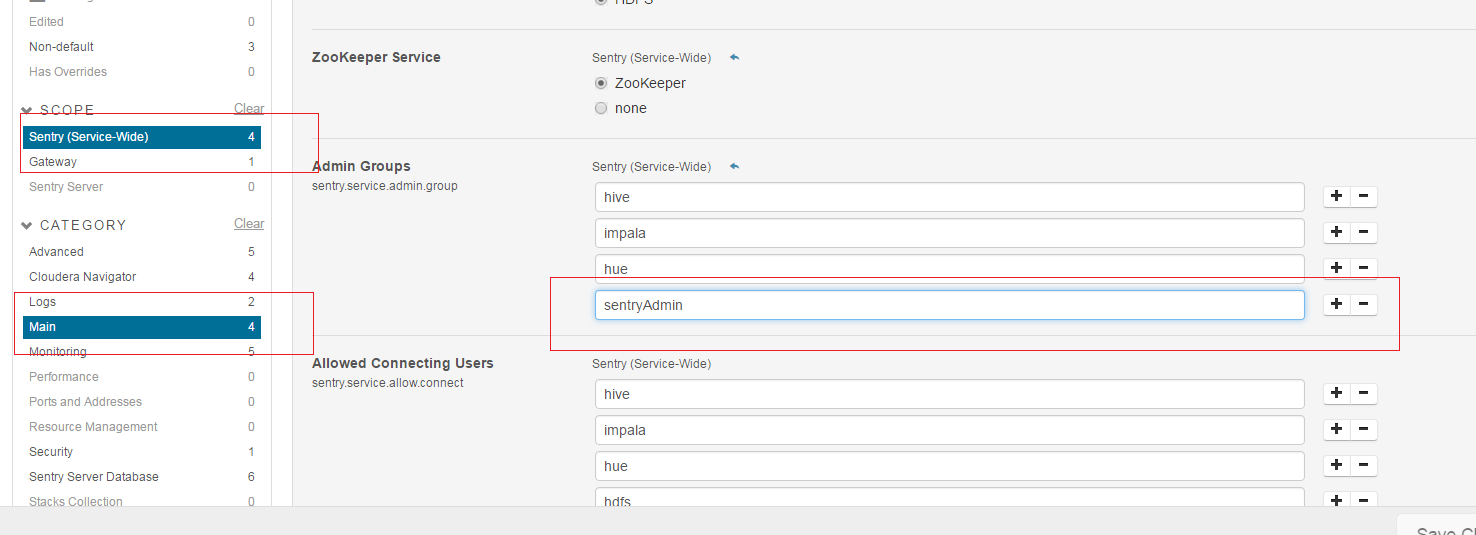 Edited 0
Non-default 3
Has Overrides 0
SCOPE Clear
Sentry (Service-Wide) 4
Gateway 1
Sentry Server 0
CATEGORY Clear
Advanced 5
Cloudera Navigator 4
Logs 2
Main 4
Monitoring 5
Performance 0
Ports and Addresses 0
Resource Management 0
Security 1
Sentry Server Database 6
Stacks Collection 0
HDFS
ZooKeeper Service Sentry (Service-Wide)
ZooKeeper
none
Admin Groups Sentry (Service-Wide)
sentry.service.admin.group
hive
impala
hue
sentryAdmin
Allowed Connecting Users Sentry (Service-Wide)
sentry.service.allow.connect
hive
impala
hue
hdfs
Save